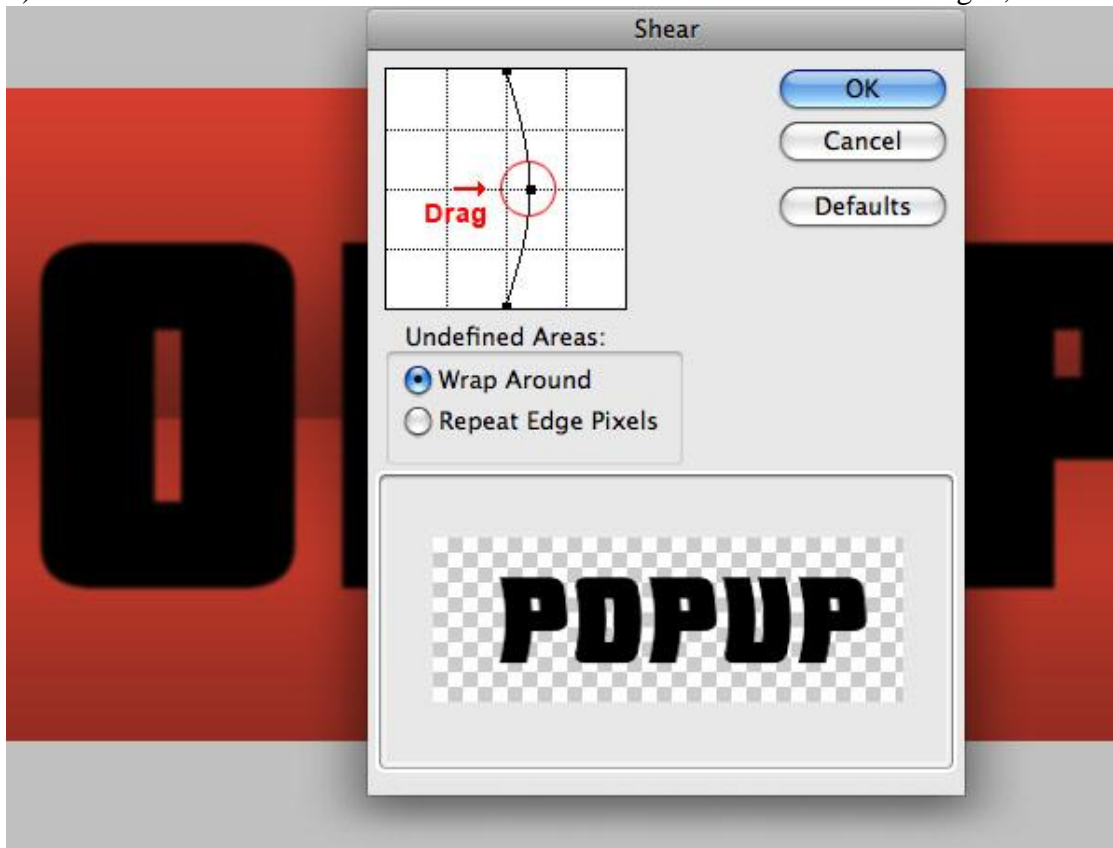 Shear
OK
Cancel
Defaults
Drag
Undefined Areas:
Wrap Around
Repeat Edge Pixels
POPUP